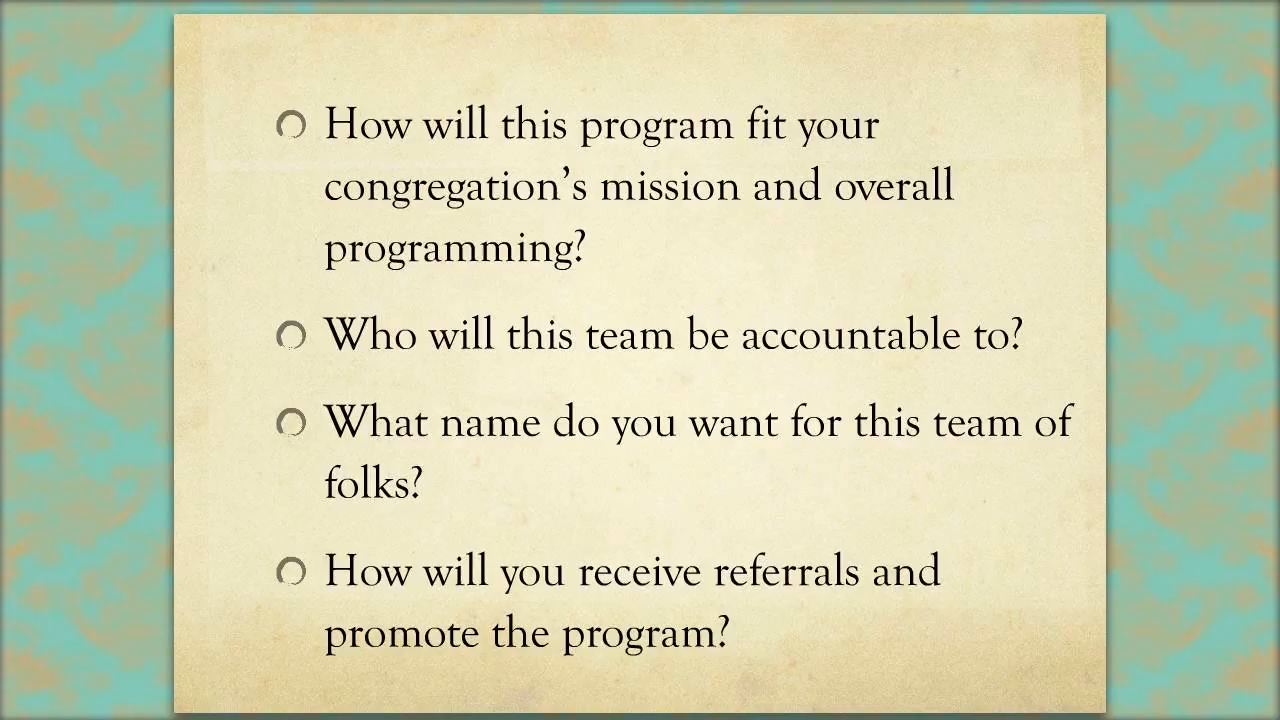 How will this program fit your
congregation’s mission and overall
programming?
Who will this team be accountable to?
What name do you want for this team of
folks?
How will you receive referrals and
promote the program?